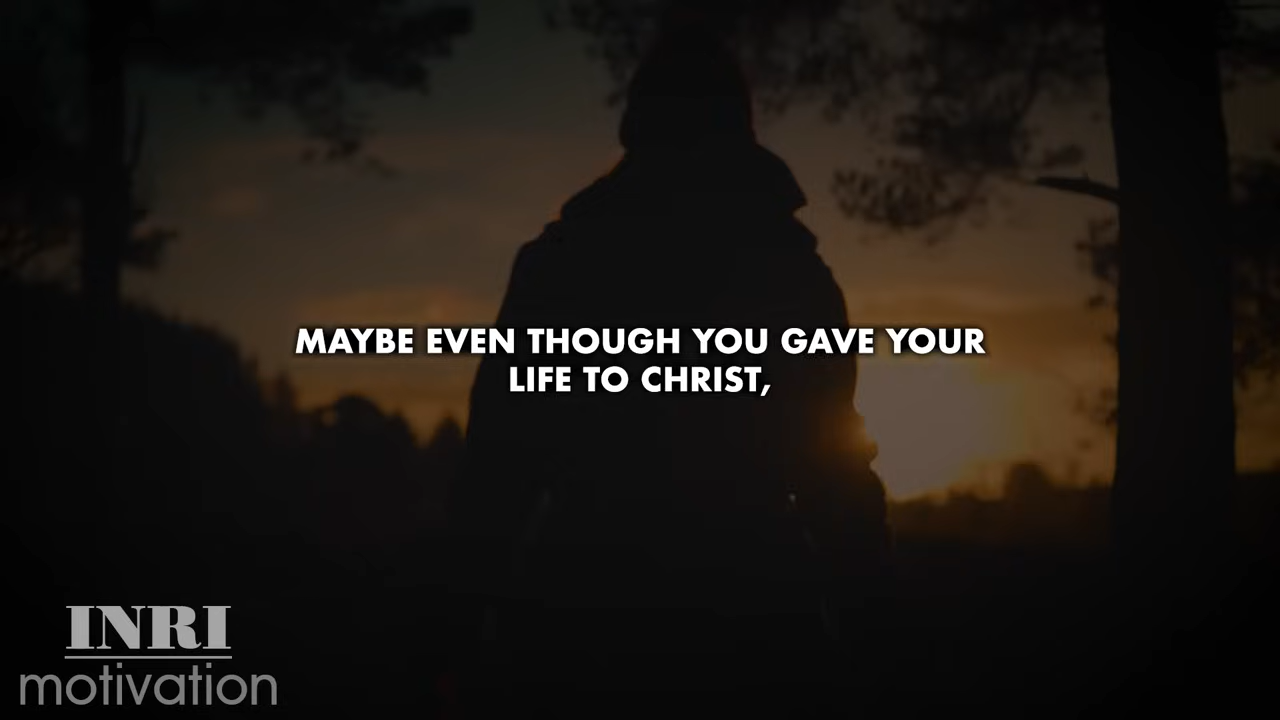 MAYBE EVEN THOUGH YOU GAVE YOUR
LIFE TO CHRIST,
INRI
motivation